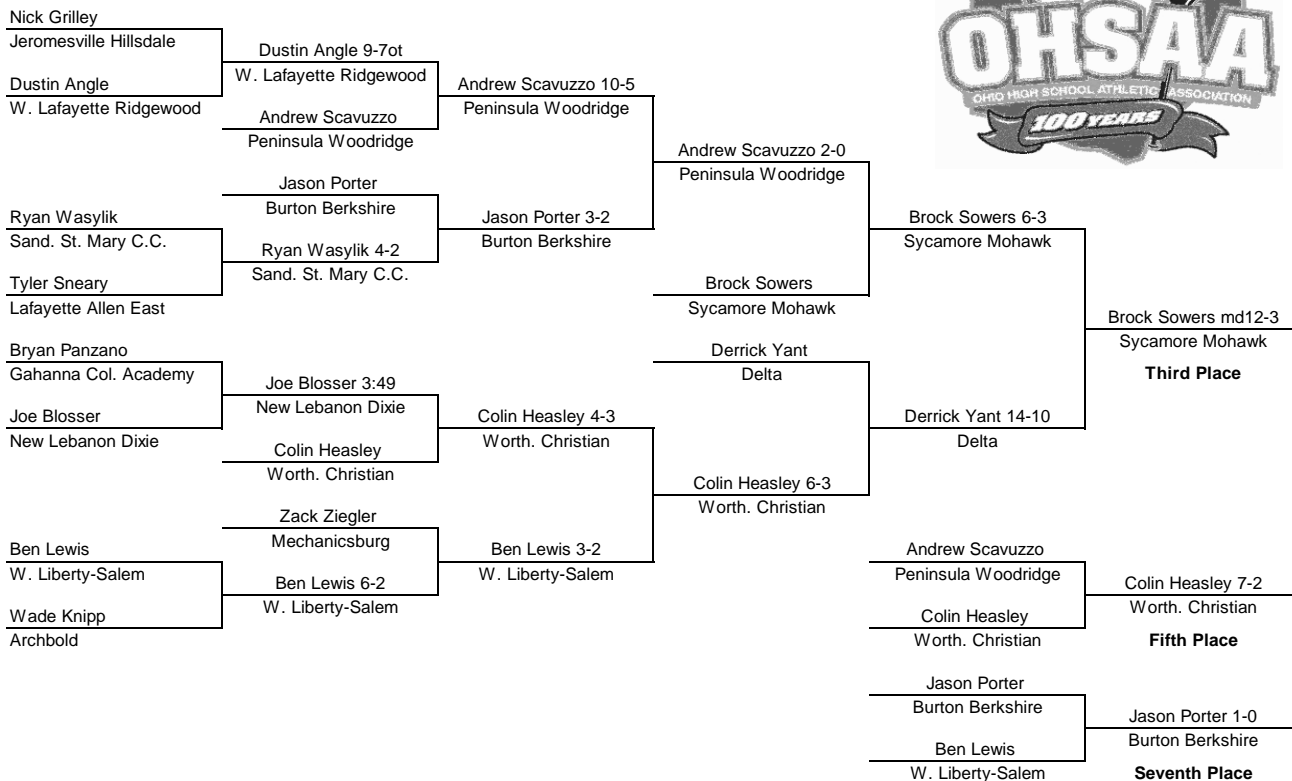 Nick Grilley
Jeromesville Hillsdale
Dustin Angle
W. Lafayette Ridgewood
Ryan Wasylik
Sand. St. Mary C.C.
Tyler Sneary
Lafayette Allen East
Bryan Panzano
Gahanna Col. Academy
Joe Blosser
New Lebanon Dixie
Ben Lewis
W. Liberty-Salem
Wade Knipp
Archbold
Dustin Angle 9-7ot
W. Lafayette Ridgewood
Andrew Scavuzzo
Peninsula Woodridge
Jason Porter
Burton Berkshire
Ryan Wasylik 4-2
Sand. St. Mary C.C.
Joe Blosser 3:49
New Lebanon Dixie
Colin Heasley
Worth. Christian
Zack Ziegler
Mechanicsburg
Ben Lewis 6-2
W. Liberty-Salem
Andrew Scavuzzo 10-5
Peninsula Woodridge
Jason Porter 3-2
Burton Berkshire
Colin Heasley 4-3
Worth. Christian
Ben Lewis 3-2
W. Liberty-Salem
Andrew Scavuzzo 2-0
Peninsula Woodridge
Brock Sowers
Sycamore Mohawk
Derrick Yant
Delta
Colin Heasley 6-3
Worth. Christian
Brock Sowers 6-3
Sycamore Mohawk
Derrick Yant 14-10
Delta
Brock Sowers md12-3
Sycamore Mohawk
Third Place
Andrew Scavuzzo
Peninsula Woodridge
Colin Heasley
Worth. Christian
Colin Heasley 7-2
Worth. Christian
Fifth Place
Jason Porter
Burton Berkshire
Ben Lewis
W. Liberty-Salem
Jason Porter 1-0
Burton Berkshire
Seventh Place
OHSAA
OHIO HIGH SCHOOL ATHLETIC ASSOCIATION
100 YEARS